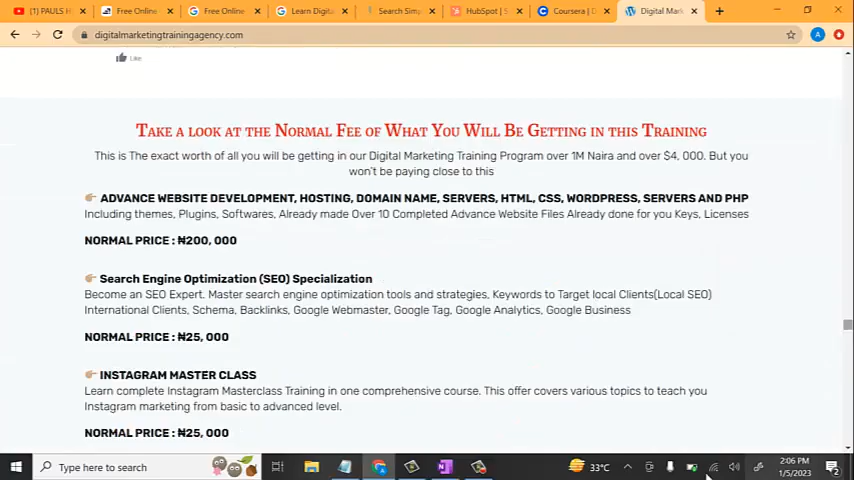 (1) PAULS H
Free Online
Free Online
Learn Digita
Search Simp
HubSpot | S
Coursera | D
Digital Mark
digitalmarketingtrainingagency.com
Like
TAKE A LOOK AT THE NORMAL FEE OF WHAT YOU WILL BE GETTING IN THIS TRAINING
This is The exact worth of all you will be getting in our Digital Marketing Training Program over 1M Naira and over $4, 000. But you
won't be paying close to this
ADVANCE WEBSITE DEVELOPMENT, HOSTING, DOMAIN NAME, SERVERS, HTML, CSS, WORDPRESS, SERVERS AND PHP
Including themes, Plugins, Softwares, Already made Over 10 Completed Advance Website Files Already done for you Keys, Licenses
NORMAL PRICE : ₦200, 000
Search Engine Optimization (SEO) Specialization
Become an SEO Expert. Master search engine optimization tools and strategies, Keywords to Target local Clients(Local SEO)
International Clients, Schema, Backlinks, Google Webmaster, Google Tag, Google Analytics, Google Business
NORMAL PRICE : ₦25, 000
INSTAGRAM MASTER CLASS
Learn complete Instagram Masterclass Training in one comprehensive course. This offer covers various topics to teach you
Instagram marketing from basic to advanced level.
NORMAL PRICE : ₦25, 000
Type here to search
33°C
2:06 PM
1/5/2023